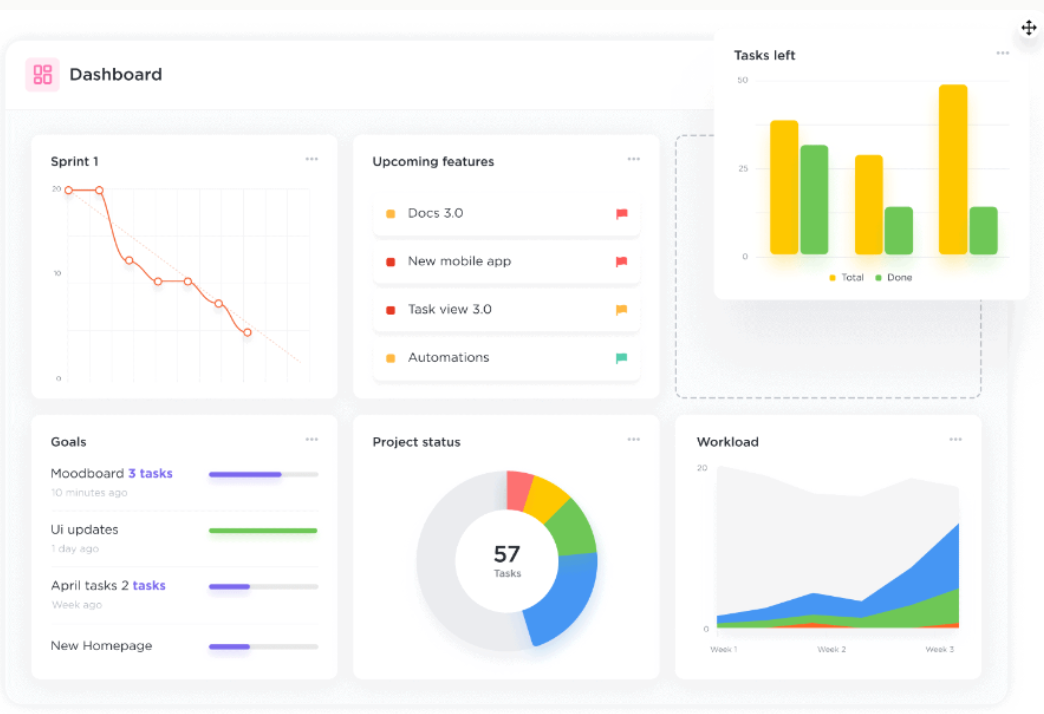 Dashboard
Tasks left
50
25
0
Total Done
Sprint 1
20
10
0
Upcoming features
Docs 3.0
New mobile app
Task view 3.0
Automations
Goals
Moodboard 3 tasks
10 minutes ago
Ui updates
1 day ago
April tasks 2 tasks
Week ago
New Homepage
Project status
57
Tasks
Workload
20
0
Week 1 Week 2 Week 3